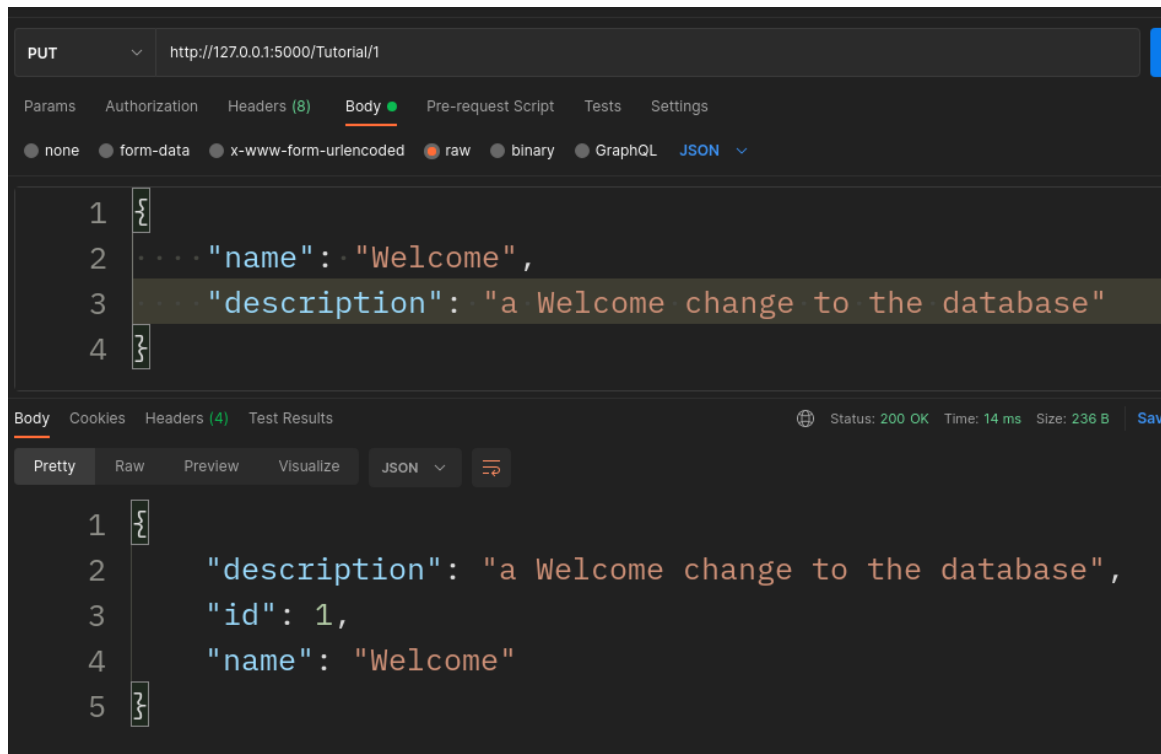 PUT http://127.0.0.1:5000/Tutorial/1
Params Authorization Headers (8) Body Pre-request Script Tests Settings
none form-data x-www-form-urlencoded raw binary GraphQL JSON
1 {
2 "name": "Welcome",
3 "description": "a Welcome change to the database"
4 }
Body Cookies Headers (4) Test Results Status: 200 OK Time: 14 ms Size: 236 B Sav
Pretty Raw Preview Visualize JSON
1 {
2 "description": "a Welcome change to the database",
3 "id": 1,
4 "name": "Welcome"
5 }